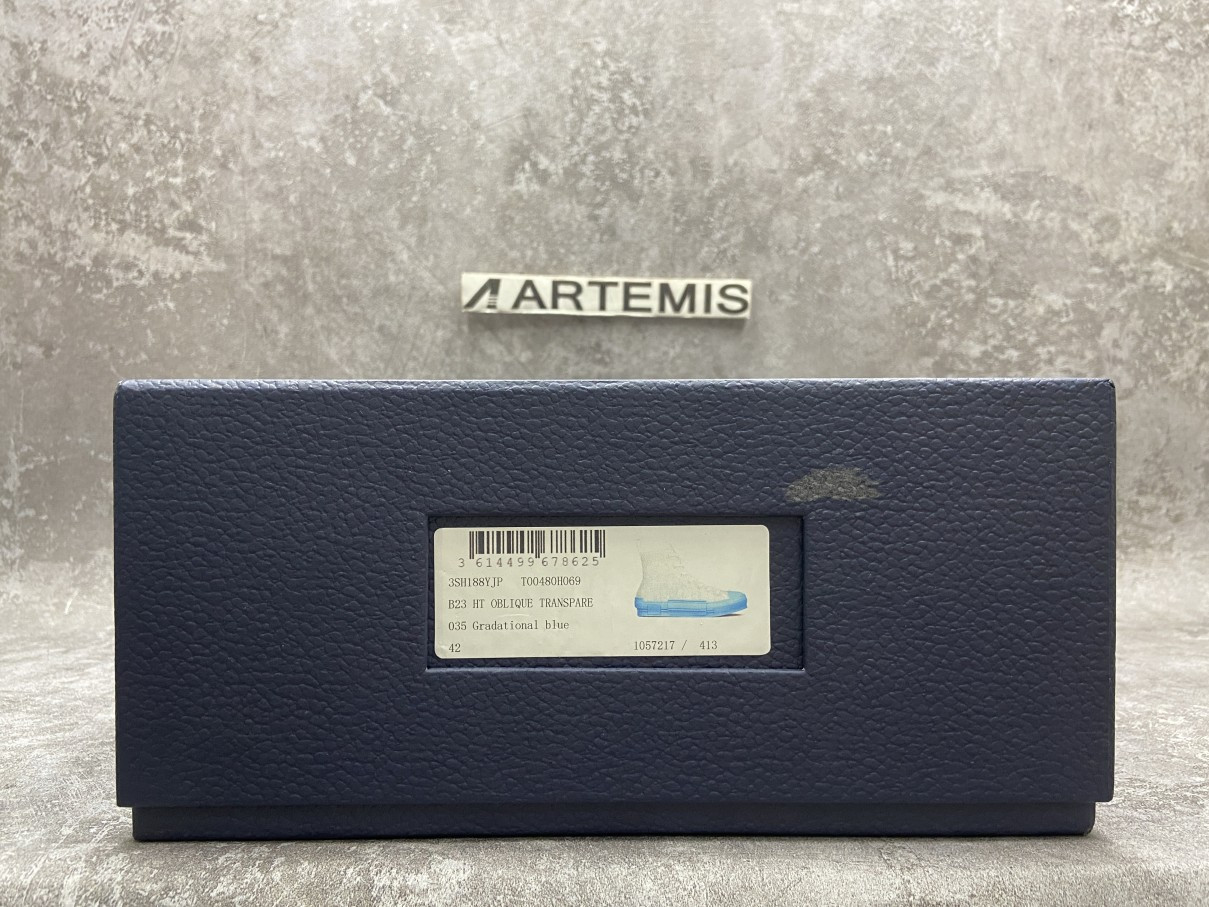 ARTEMIS
3 614499 678625
3SH188YJP T00480H069
B23 HT OBLIQUE TRANSPARE
035 Gradational blue
42
1057217 / 413